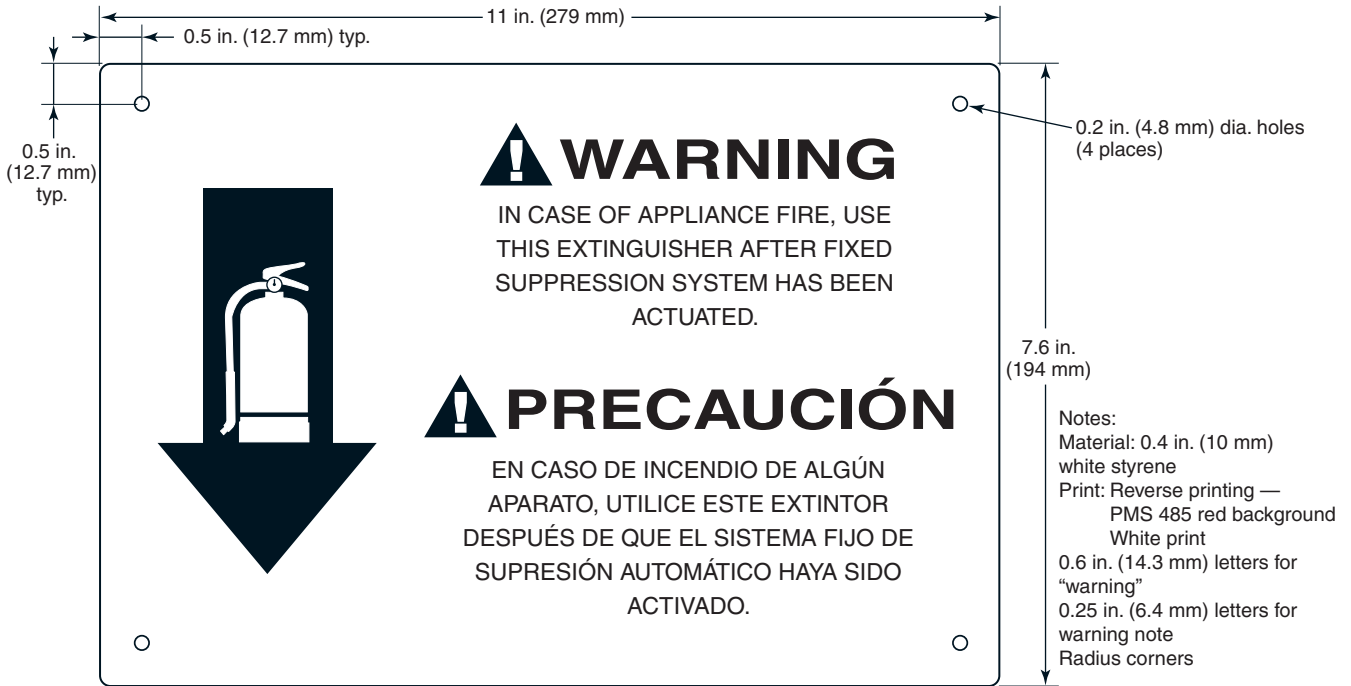 11 in. (279 mm)
0.5 in. (12.7 mm) typ.
0.5 in.
(12.7 mm)
typ.
0.2 in. (4.8 mm) dia. holes
(4 places)
! WARNING
IN CASE OF APPLIANCE FIRE, USE
THIS EXTINGUISHER AFTER FIXED
SUPPRESSION SYSTEM HAS BEEN
ACTUATED.
7.6 in.
(194 mm)
! PRECAUCIÓN
EN CASO DE INCENDIO DE ALGÚN
APARATO, UTILICE ESTE EXTINTOR
DESPUÉS DE QUE EL SISTEMA FIJO DE
SUPRESIÓN AUTOMÁTICO HAYA SIDO
ACTIVADO.
Notes:
Material: 0.4 in. (10 mm)
white styrene
Print: Reverse printing —
PMS 485 red background
White print
0.6 in. (14.3 mm) letters for
“warning”
0.25 in. (6.4 mm) letters for
warning note
Radius corners